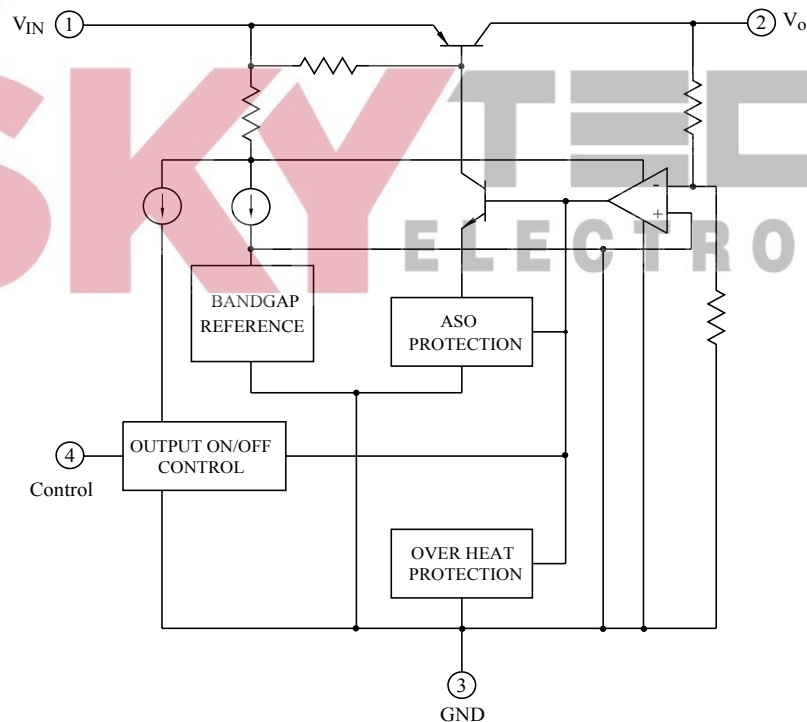 VIN 1
2 Vo
SKYTEC
ELECTRO
-
+
BANDGAP
REFERENCE
ASO
PROTECTION
4
Control
OUTPUT ON/OFF
CONTROL
OVER HEAT
PROTECTION
3
GND